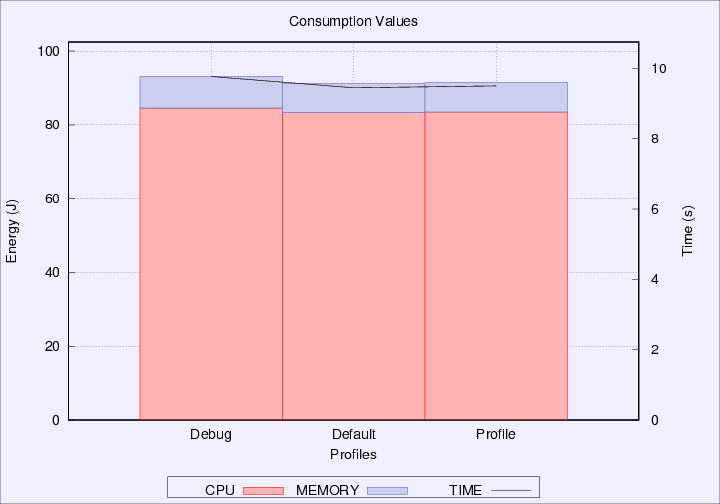 Consumption Values
100
80
60
40
20
0
Energy (J)
10
8
6
4
2
0
Time (s)
Debug Default Profile
Profiles
CPU MEMORY TIME